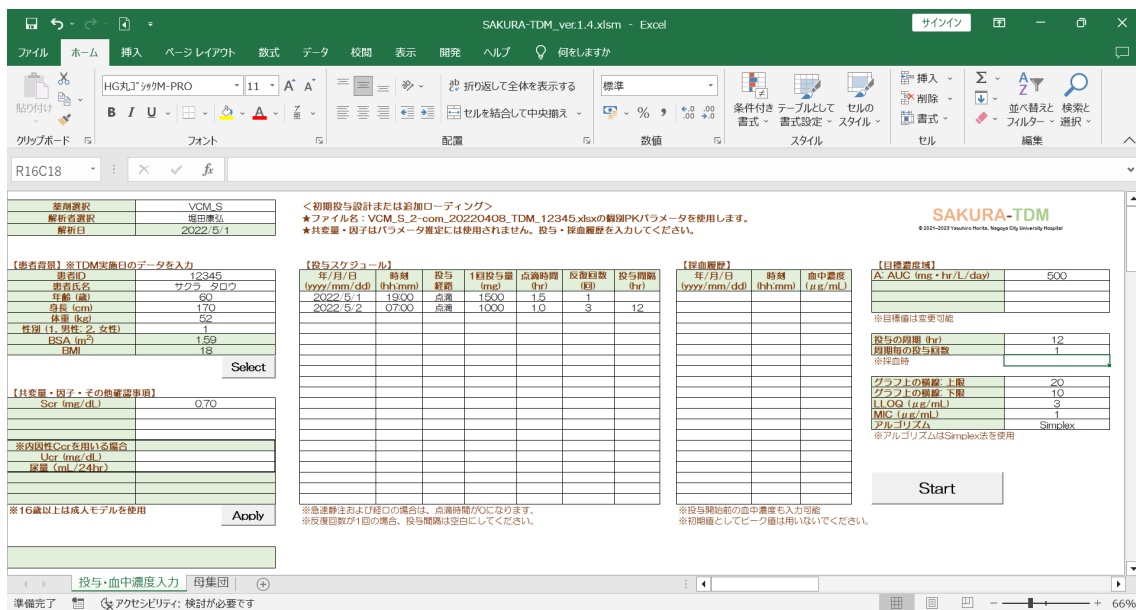 SAKURA-TDM_ver.1.4.xlsm - Excel
サインイン
ファイル ホーム 挿入 ページ レイアウト 数式 データ 校閲 表示 開発 ヘルプ 何をしますか
貼り付け
HG丸ｺﾞｼｯｸM-PRO 11 A A
B I U A
折り返して全体を表示する
セルを結合して中央揃え
標準
% 9 .0 .00 .00 .0
条件付き書式 テーブルとして書式設定 セルのスタイル
挿入
削除
書式
Σ
並べ替えとフィルター 検索と選択
クリップボード フォント 配置 数値 スタイル セル 編集
R16C18 fx
薬剤選択 VCM_S
解析者選択 堀田康弘
解析日 2022/5/1
<初期投与設計または追加ローディング>
★ファイル名：VCM_S_2-com_20220408_TDM_12345.xlsxの個別PKパラメータを使用します。
★共変量・因子はパラメータ推定には使用されません。投与・採血履歴を入力してください。
SAKURA-TDM
© 2021-2023 Yasuhiro Horita, Nagoya City University Hospital
【患者背景】※TDM実施日のデータを入力
患者ID 12345
患者氏名 サクラ タロウ
年齢 (歳) 60
身長 (cm) 170
体重 (kg) 52
性別 (1. 男性; 2. 女性) 1
BSA (m2) 1.59
BMI 18
Select
【共変量・因子・その他確認事項】
Scr (mg/dL) 0.70
※内因性Ccrを用いる場合
Ucr (mg/dL)
尿量 (mL/24hr)
※16歳以上は成人モデルを使用
Apply
【投与スケジュール】
年/月/日 (yyyy/mm/dd) 時刻 (hh:mm) 投与経路 1回投与量 (mg) 点滴時間 (hr) 反復回数 (回) 投与間隔 (hr)
2022/5/1 19:00 点滴 1500 1.5 1
2022/5/2 07:00 点滴 1000 1.0 3 12
※急速静注および経口の場合は、点滴時間が0になります。
※反復回数が1回の場合、投与間隔は空白にしてください。
【採血履歴】
年/月/日 (yyyy/mm/dd) 時刻 (hh:mm) 血中濃度 (μg/mL)
※投与開始前の血中濃度も入力可能
※初期値としてピーク値は用いないでください。
【目標濃度域】
A: AUC (mg・hr/L/day) 500
※目標値は変更可能
投与の周期 (hr) 12
周期毎の投与回数 1
※採血時
グラフ上の横線: 上限 20
グラフ上の横線: 下限 10
LLOQ (μg/mL) 3
MIC (μg/mL) 1
アルゴリズム Simplex
※アルゴリズムはSimplex法を使用
Start
投与・血中濃度入力 母集団
準備完了 アクセシビリティ: 検討が必要です 66%